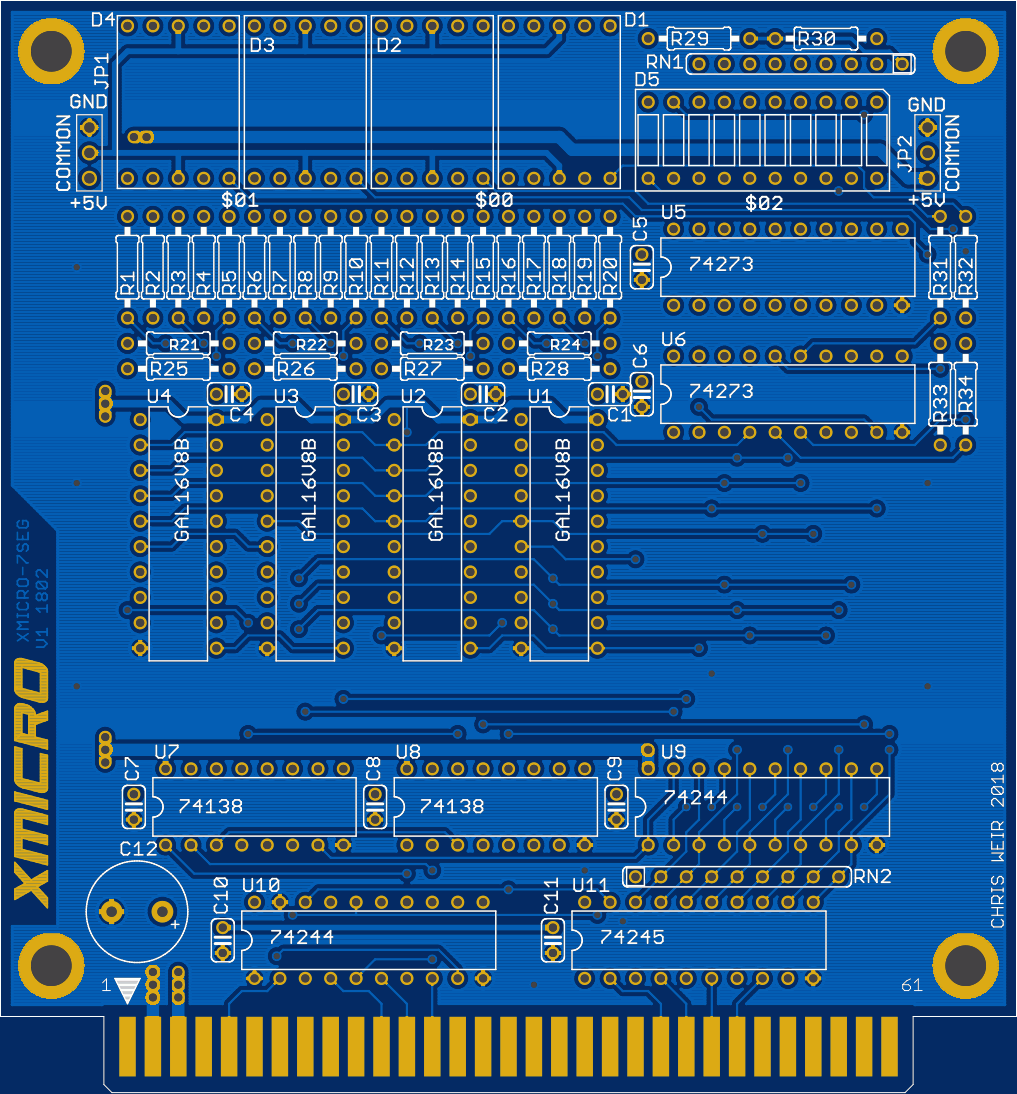 D4 D3 D2 D1
R29 R30
RN1
JP1
D5
GND GND
COMMON COMMON
JP2
+5V $01 $00 $02 +5V
U5
C5
74273
R1 R2 R3 R4 R5 R6 R7 R8 R9 R10 R11 R12 R13 R14 R15 R16 R17 R18 R19 R20
R31 R32
R21 R22 R23 R24
U6
C6
R25 R26 R27 R28
74273
U4 U3 U2 U1
C4 C3 C2 C1
R33 R34
GAL16V8B GAL16V8B GAL16V8B GAL16V8B
XMICRO-7SEG
V1 1802
XMICRO
U7 U8 U9
C7 C8 C9
74138 74138 74244
CHRIS WEIR 2018
C12
RN2
U10 U11
C10 C11
+
74244 74245
1 61